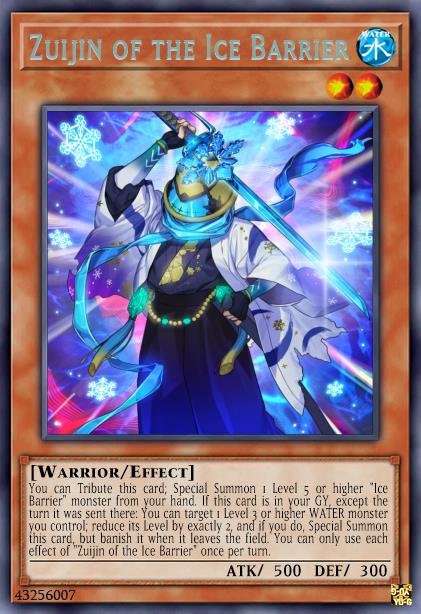 Zuijin of the Ice Barrier
WATER
水
[Warrior/Effect]
You can Tribute this card; Special Summon 1 Level 5 or higher "Ice
Barrier" monster from your hand. If this card is in your GY, except the
turn it was sent there: You can target 1 Level 3 or higher WATER monster
you control; reduce its Level by exactly 2, and if you do, Special Summon
this card, but banish it when it leaves the field. You can only use each
effect of "Zuijin of the Ice Barrier" once per turn.
ATK/ 500 DEF/ 300
43256007